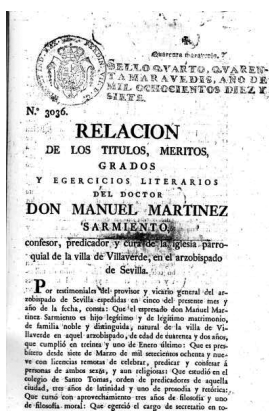 Quarenta maravedis.
SELLO QVARTO, QVAREN-
TA MARAVEDIS, AÑO DE
MIL OCHOCIENTOS DIEZ Y
SIETE.
N.º 3036.
RELACION
DE LOS TITULOS, MERITOS,
GRADOS
Y EGERCICIOS LITERARIOS
DEL DOCTOR
DON MANUEL MARTINEZ
SARMIENTO,
confesor, predicador y cura de la iglesia parro-
quial de la villa de Villaverde, en el arzobispado
de Sevilla.
Por testimoniales del provisor y vicario general del ar-
zobispado de Sevilla expedidas en cinco del presente mes y
año de la fecha, consta: Que el espresado don Manuel Mar-
tinez Sarmiento es hijo legítimo y de legítimo matrimonio,
de familia noble y distinguida, natural de la villa de Vi-
llaverde en aquel arzobispado, de edad de cuarenta y dos años,
que cumplió en treinta y uno de Enero último: Que es pres-
bítero desde siete de Marzo de mil setecientos ochenta y nue-
ve con licencias remotas de celebrar, predicar y confesar á
personas de ambos sexos, y aun religiosas: Que estudió en el
colegio de Santo Tomas, orden de predicadores de aquella
ciudad, tres años de latinidad y uno de prosodia y retórica:
Que cursó con aprovechamiento tres años de filosofía y uno
de filosofía moral: Que egerció el cargo de secretario en to-